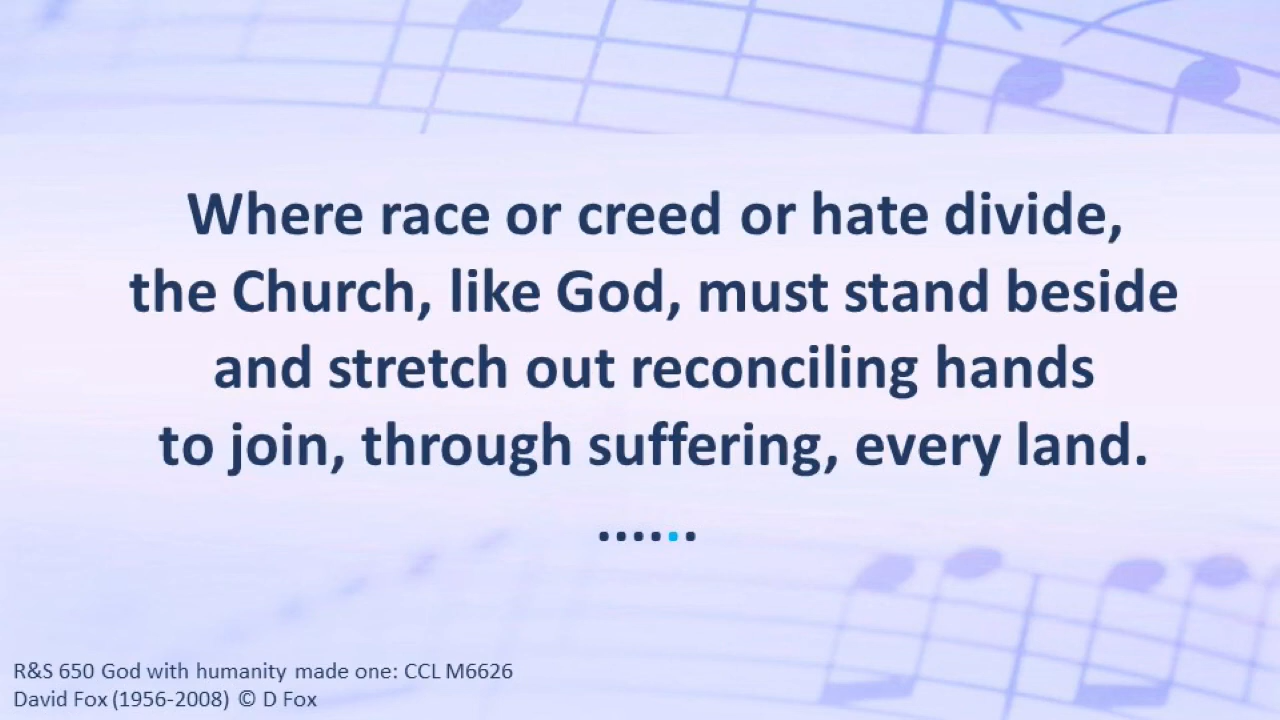 Where race or creed or hate divide,
the Church, like God, must stand beside
and stretch out reconciling hands
to join, through suffering, every land.
......
R&S 650 God with humanity made one: CCL M6626
David Fox (1956-2008) © D Fox